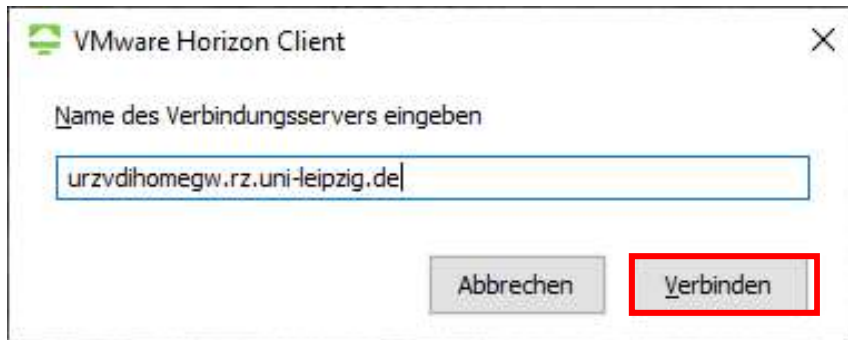 VMware Horizon Client
Name des Verbindungsservers eingeben
urzvdihomegw.rz.uni-leipzig.de
Abbrechen Verbinden